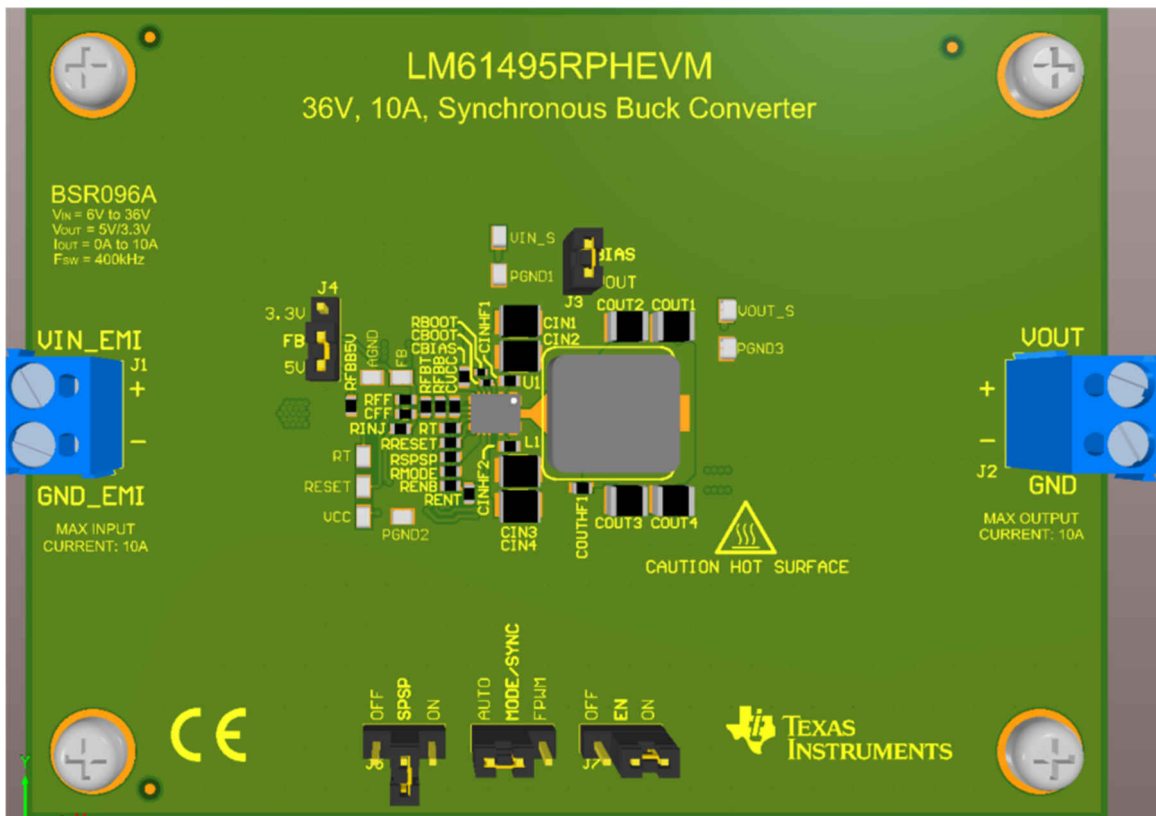 LM61495RPHEVM
36V, 10A, Synchronous Buck Converter
BSR096A
VIN = 6V to 36V
VOUT = 5V/3.3V
IOUT = 0A to 10A
FSW = 400kHz
VIN_S
PGND1
BIAS
VOUT
J3
J4
3.3V
FB
5V
RFBB5V
AGND
FB
RBOOT
CBOOT
CBIAS
CINHF1
CIN1
CIN2
COUT2
COUT1
VOUT_S
PGND3
RFBT
RFBB
CVCC
U1
RFF
CFF
RINJ
RT
RRESET
RSPSP
RMODE
RENB
RENT
L1
CINHF2
CIN3
CIN4
COUTHF1
COUT3
COUT4
RT
RESET
VCC
PGND2
VIN_EMI
J1
+
−
GND_EMI
MAX INPUT
CURRENT: 10A
VOUT
+
−
J2
GND
MAX OUTPUT
CURRENT: 10A
CAUTION HOT SURFACE
CE
OFF
SPSP
ON
J6
AUTO
MODE/SYNC
FPWM
OFF
EN
ON
J7
TEXAS
INSTRUMENTS
Y